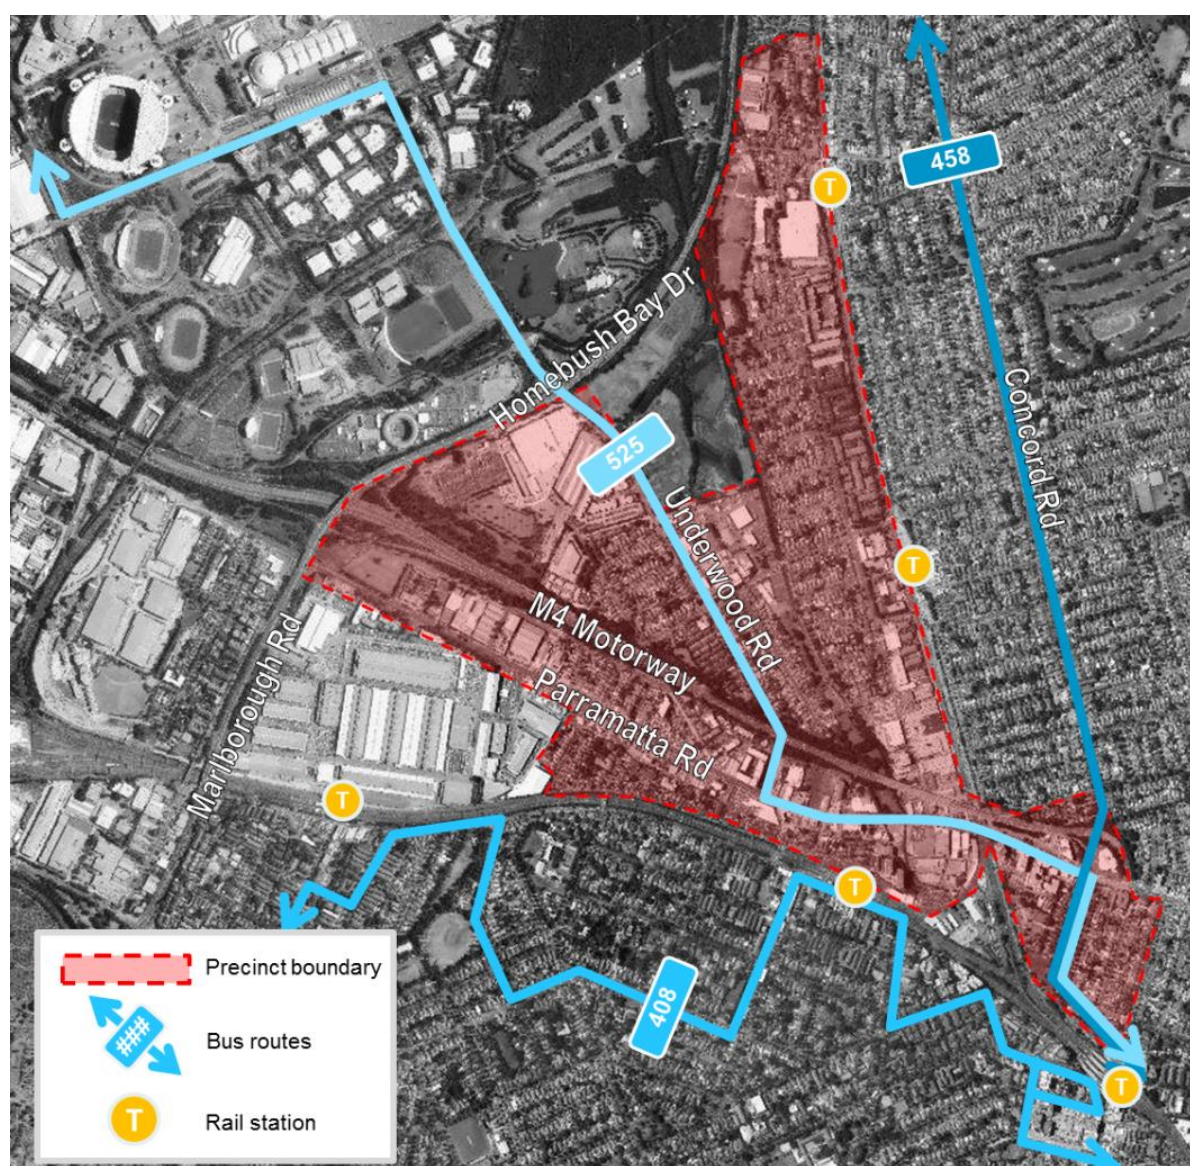 458
T
Homebush Bay Dr
Concord Rd
525
Underwood Rd
T
M4 Motorway
Marlborough Rd
Parramatta Rd
T
T
408
T
Precinct boundary
###
Bus routes
T
Rail station